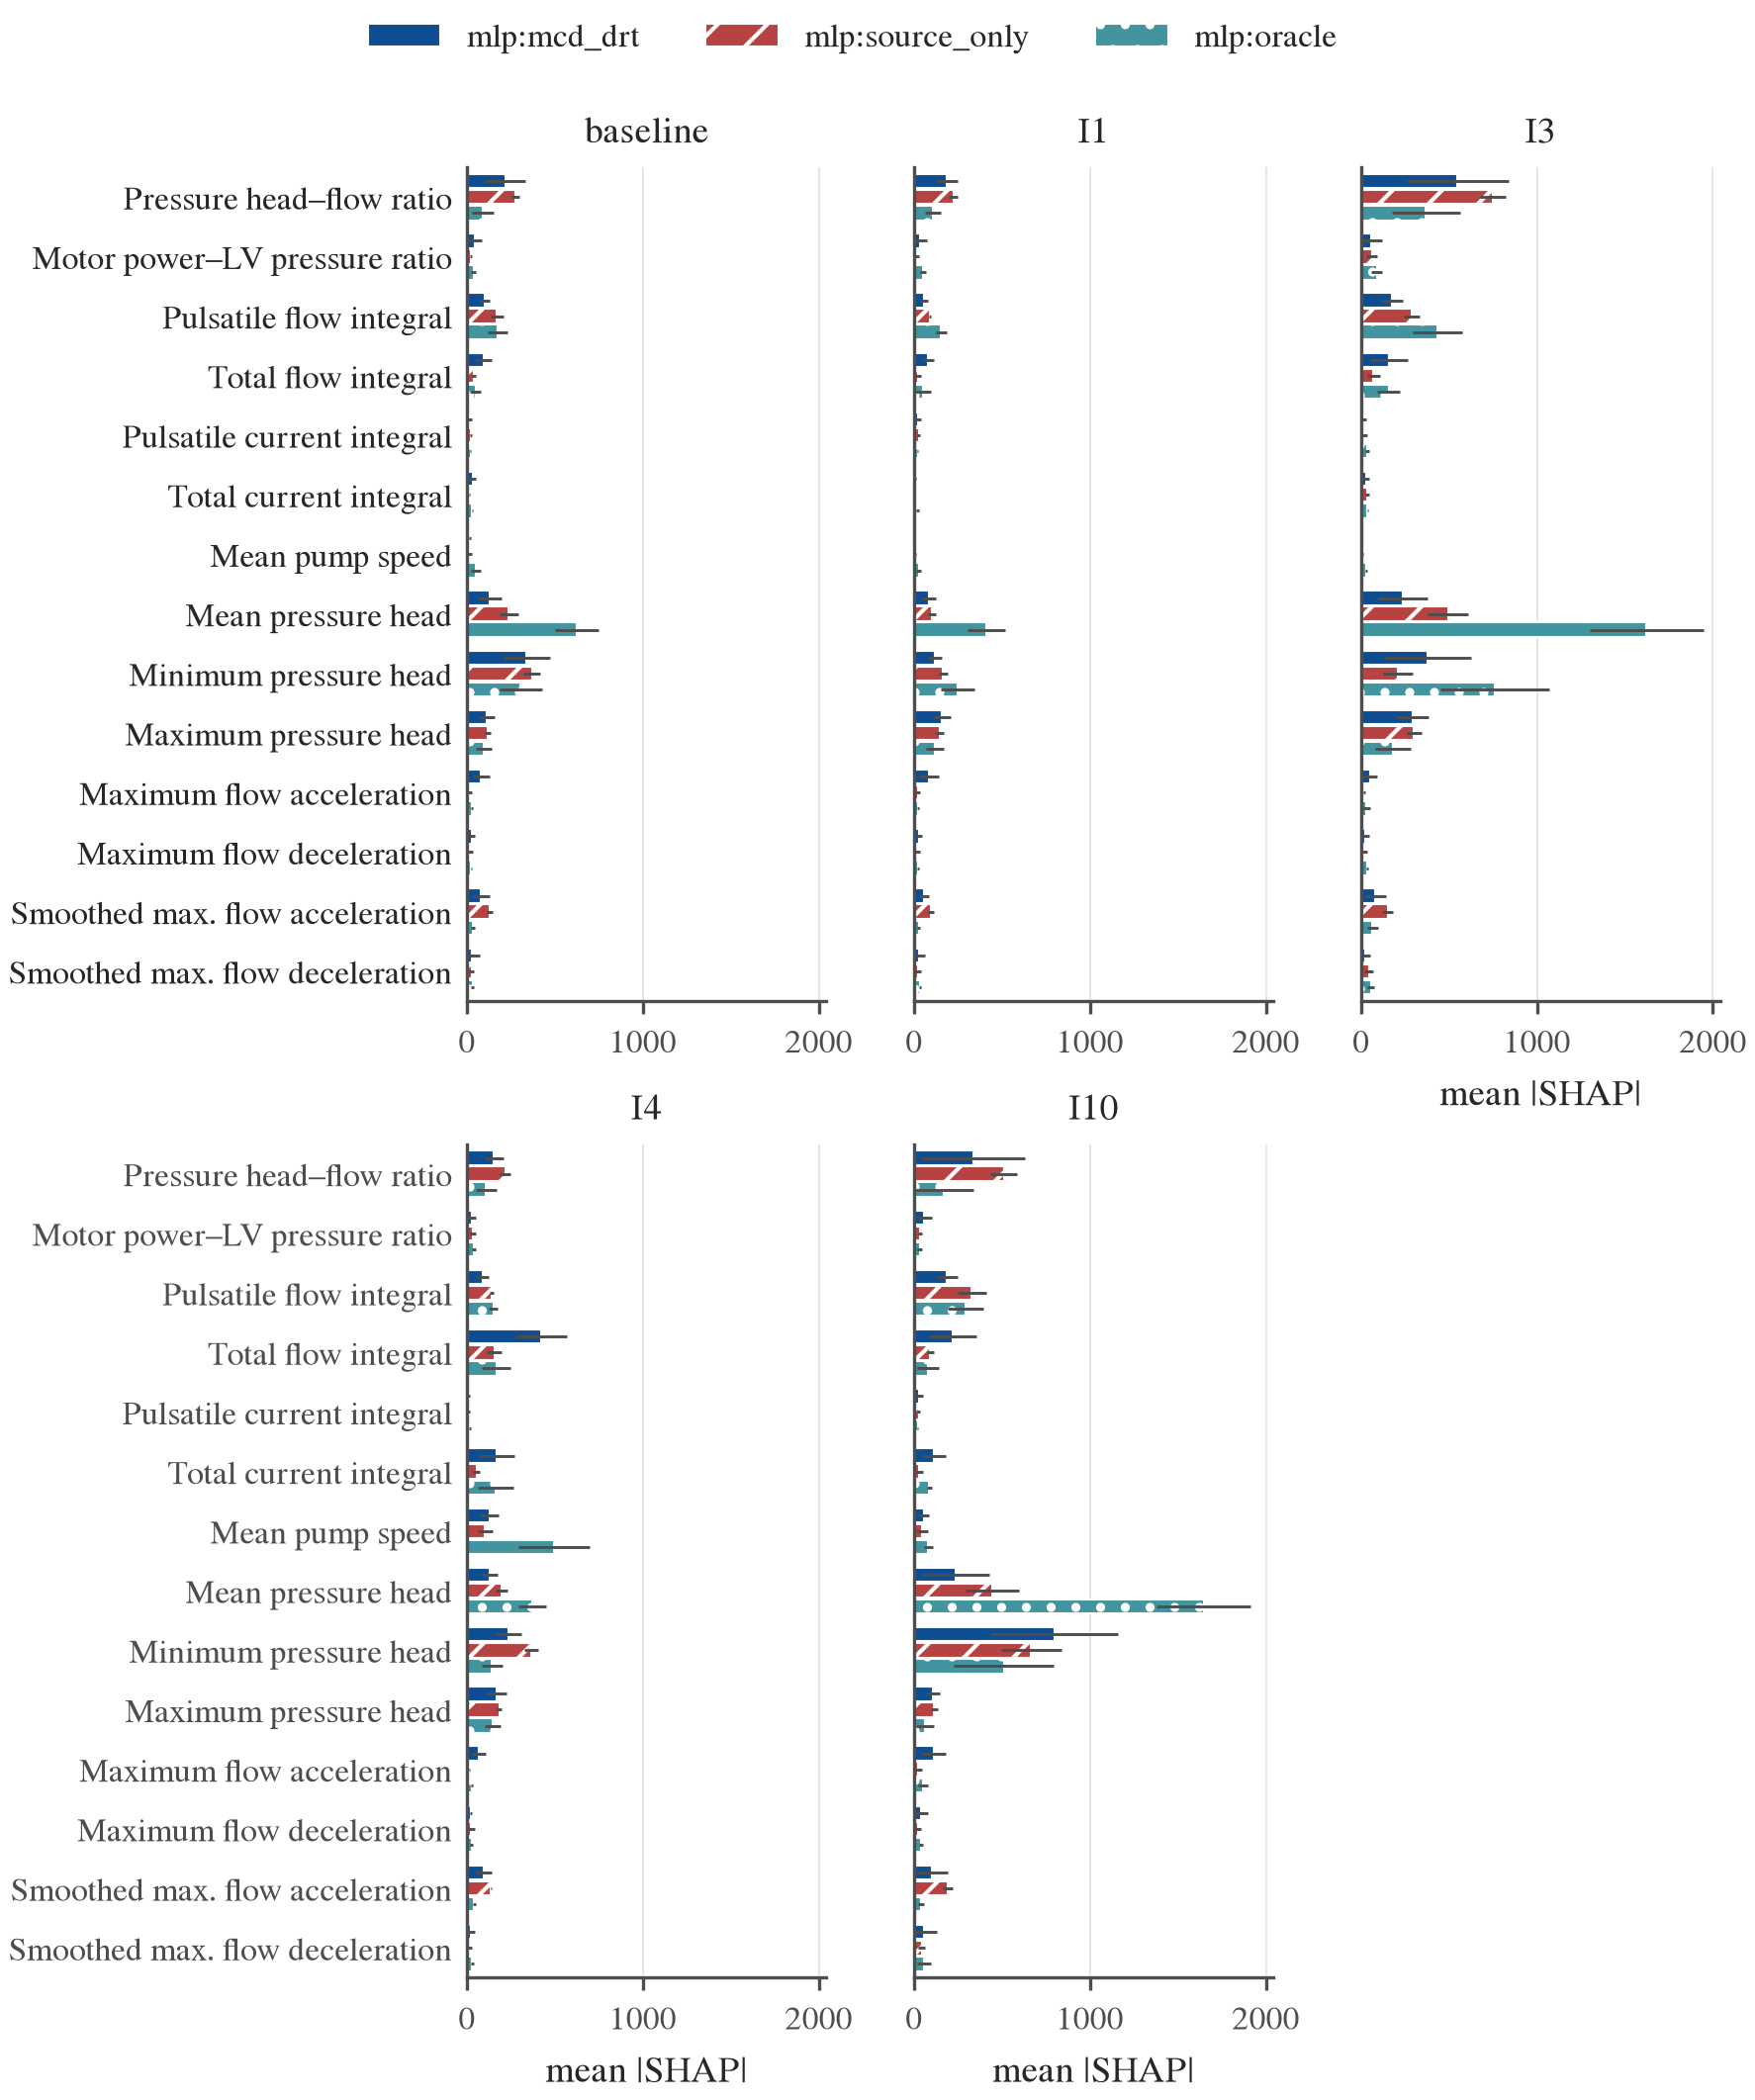 mlp:mcd_drt mlp:source_only mlp:oracle
baseline I1 I3
Pressure head–flow ratio
Motor power–LV pressure ratio
Pulsatile flow integral
Total flow integral
Pulsatile current integral
Total current integral
Mean pump speed
Mean pressure head
Minimum pressure head
Maximum pressure head
Maximum flow acceleration
Maximum flow deceleration
Smoothed max. flow acceleration
Smoothed max. flow deceleration
0 1000 2000 0 1000 2000 0 1000 2000
mean |SHAP|
I4 I10
Pressure head–flow ratio
Motor power–LV pressure ratio
Pulsatile flow integral
Total flow integral
Pulsatile current integral
Total current integral
Mean pump speed
Mean pressure head
Minimum pressure head
Maximum pressure head
Maximum flow acceleration
Maximum flow deceleration
Smoothed max. flow acceleration
Smoothed max. flow deceleration
0 1000 2000 0 1000 2000
mean |SHAP| mean |SHAP|